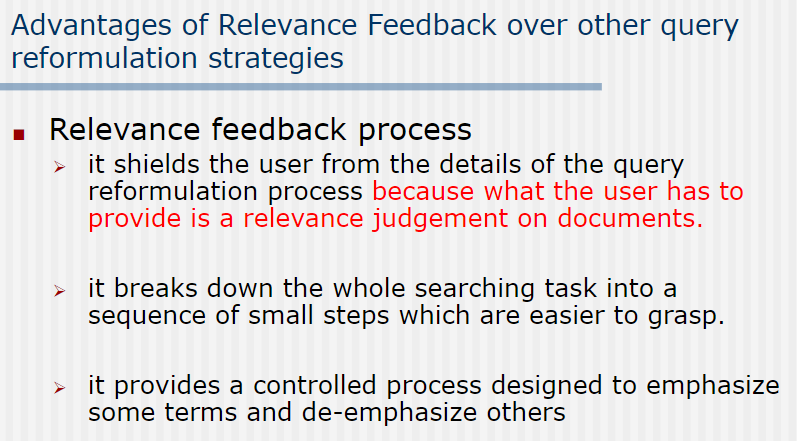 Advantages of Relevance Feedback over other query
reformulation strategies
Relevance feedback process
it shields the user from the details of the query
reformulation process because what the user has to
provide is a relevance judgement on documents.
it breaks down the whole searching task into a
sequence of small steps which are easier to grasp.
it provides a controlled process designed to emphasize
some terms and de-emphasize others